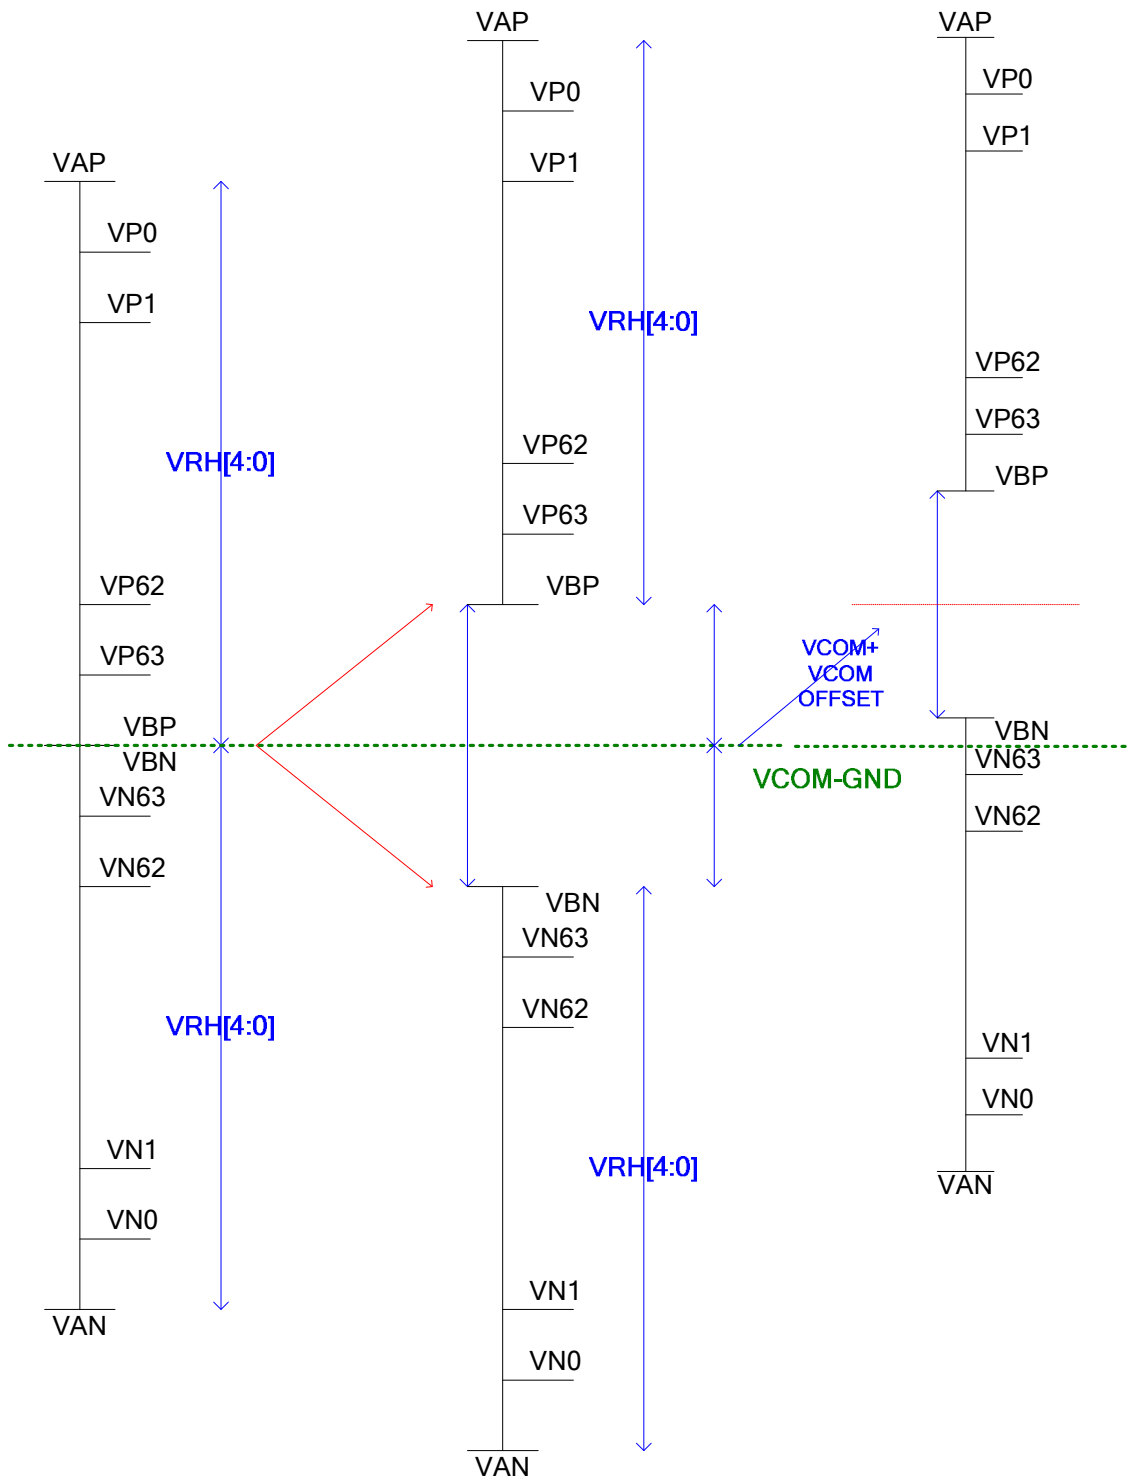 VAP
VP0
VP1
VRH[4:0]
VP62
VP63
VBP
VBN
VN63
VN62
VRH[4:0]
VN1
VN0
VAN
VAP
VP0
VP1
VRH[4:0]
VP62
VP63
VBP
VBN
VN63
VN62
VRH[4:0]
VN1
VN0
VAN
VCOM+
VCOM
OFFSET
VCOM-GND
VAP
VP0
VP1
VP62
VP63
VBP
VBN
VN63
VN62
VN1
VN0
VAN